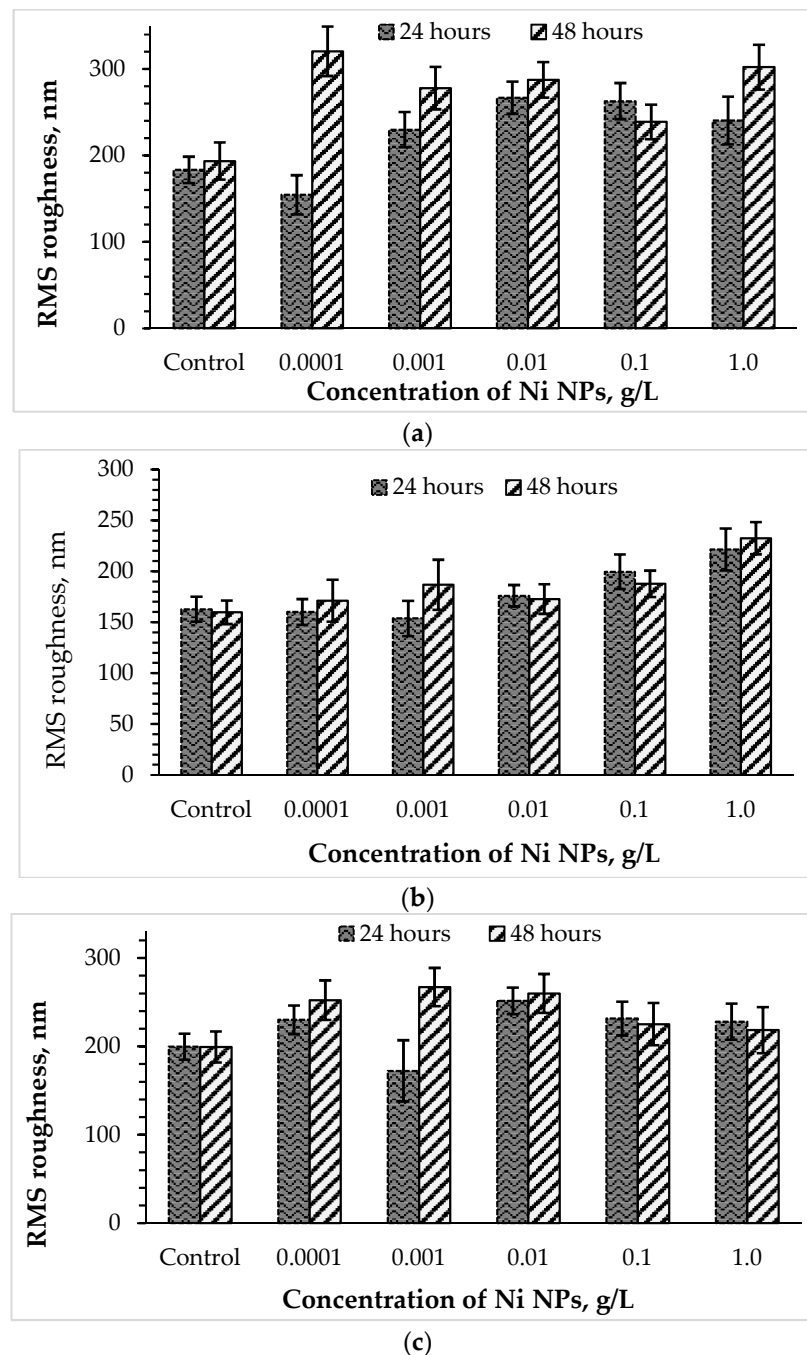 24 hours 48 hours
300
200
100
0
RMS roughness, nm
Control 0.0001 0.001 0.01 0.1 1.0
Concentration of Ni NPs, g/L
(a)
300
24 hours 48 hours
250
200
150
100
50
0
RMS roughness, nm
Control 0.0001 0.001 0.01 0.1 1.0
Concentration of Ni NPs, g/L
(b)
24 hours 48 hours
300
200
100
0
RMS roughness, nm
Control 0.0001 0.001 0.01 0.1 1.0
Concentration of Ni NPs, g/L
(c)